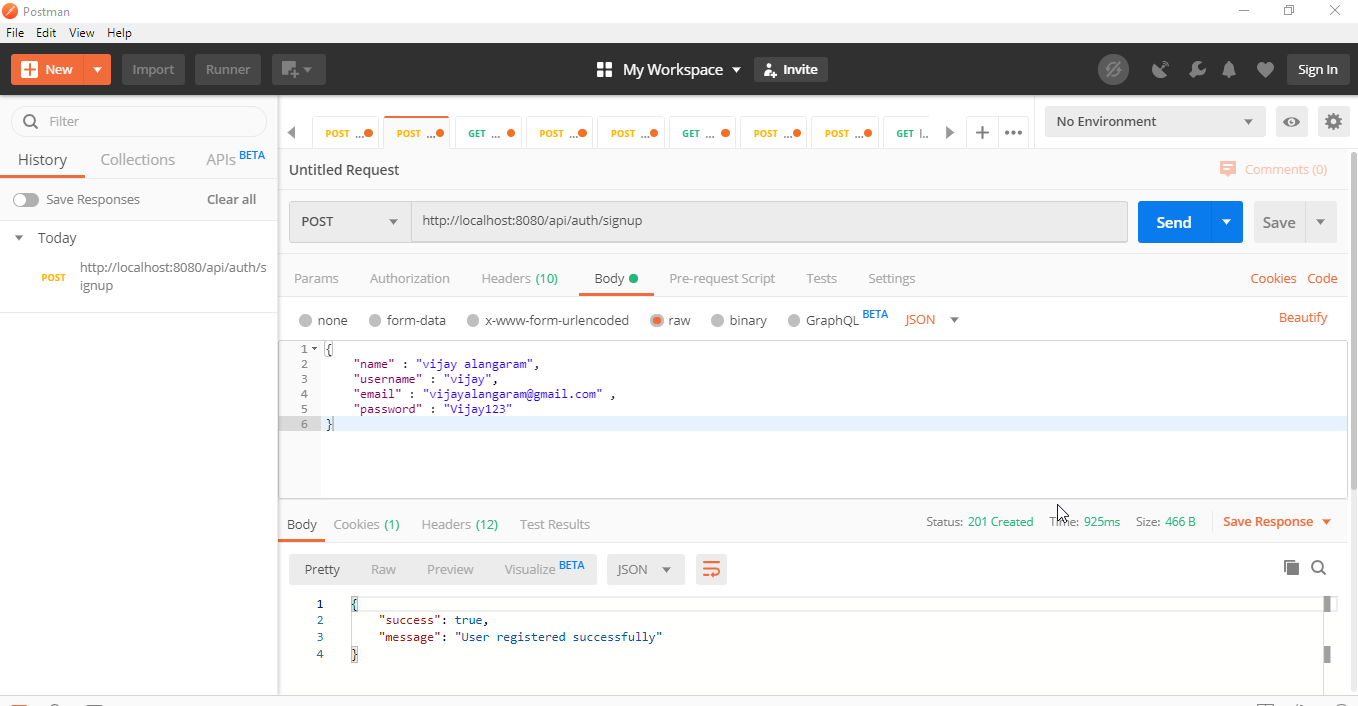 Postman
File Edit View Help
New Import Runner My Workspace Invite Sign In
Filter
History Collections APIs BETA
Save Responses Clear all
Today
POST http://localhost:8080/api/auth/s
ignup
POST ... POST ... GET ... POST ... POST ... GET ... POST ... POST ... GET |..
No Environment
Untitled Request Comments (0)
POST http://localhost:8080/api/auth/signup Send Save
Params Authorization Headers (10) Body Pre-request Script Tests Settings Cookies Code
none form-data x-www-form-urlencoded raw binary GraphQL BETA JSON Beautify
1 {
2 "name" : "vijay alangaram",
3 "username" : "vijay",
4 "email" : "vijayalangaram@gmail.com" ,
5 "password" : "Vijay123"
6 }
Body Cookies (1) Headers (12) Test Results Status: 201 Created Time: 925ms Size: 466 B Save Response
Pretty Raw Preview Visualize BETA JSON
1 {
2 "success": true,
3 "message": "User registered successfully"
4 }